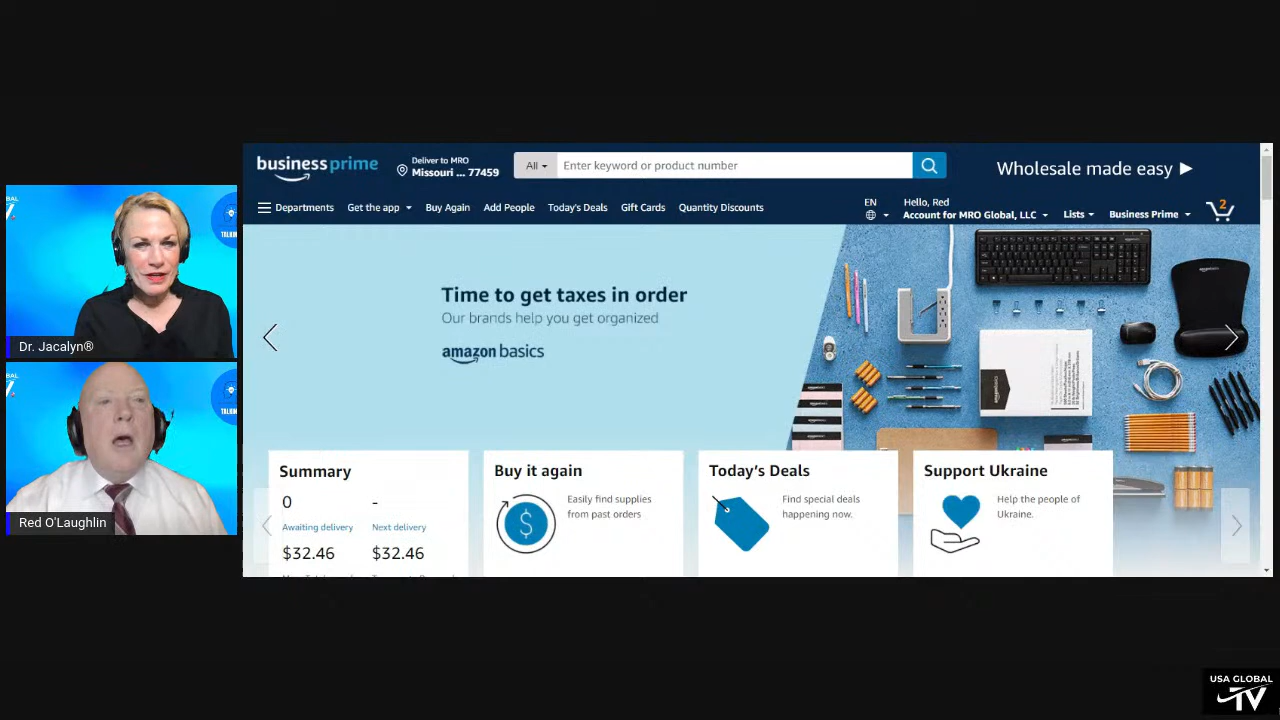 business prime
Deliver to MRO
Missouri ... 77459
All
Enter keyword or product number
Wholesale made easy
Departments
Get the app
Buy Again
Add People
Today's Deals
Gift Cards
Quantity Discounts
EN
Hello, Red
Account for MRO Global, LLC
Lists
Business Prime
2
Time to get taxes in order
Our brands help you get organized
amazon basics
TALKIN
Dr. Jacalyn®
TALKIN
Red O'Laughlin
Summary
0
-
Awaiting delivery
Next delivery
$32.46
$32.46
Buy it again
Easily find supplies
from past orders
Today's Deals
Find special deals
happening now.
Support Ukraine
Help the people of
Ukraine.
USA GLOBAL
TV